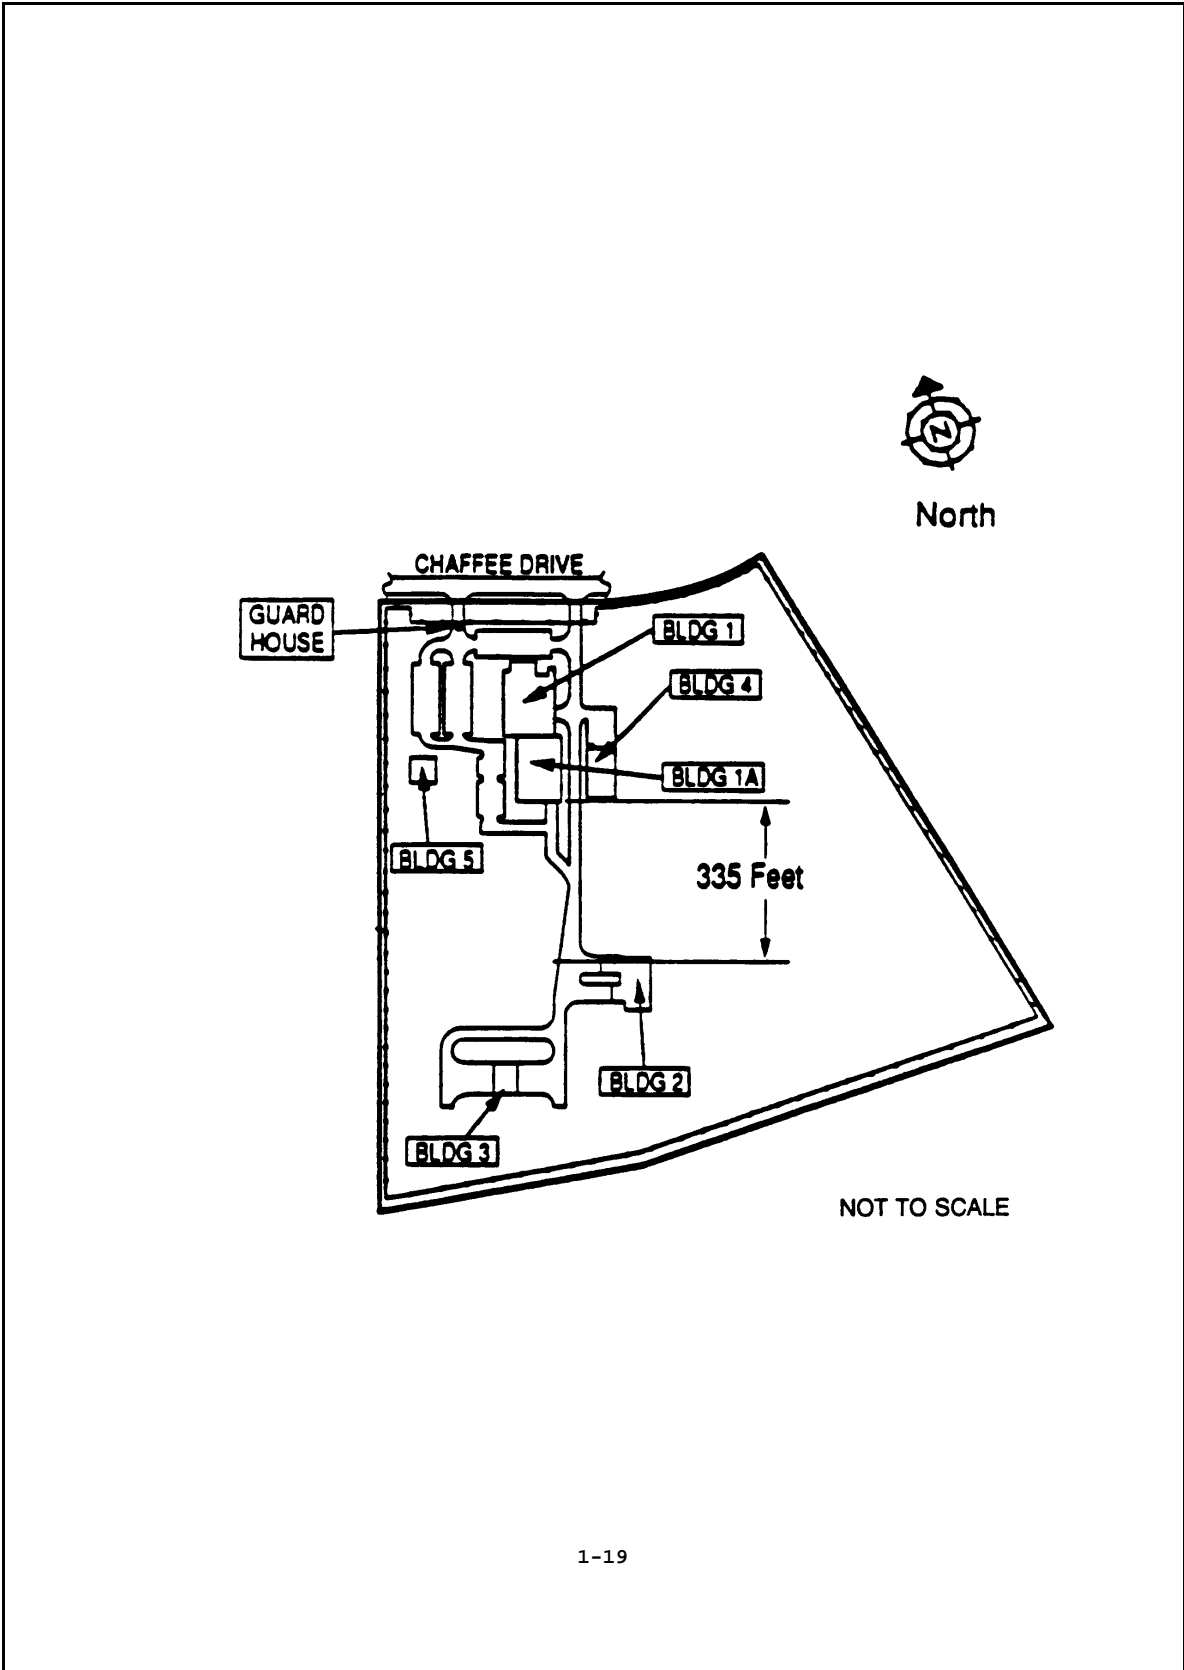 N
North
CHAFFEE DRIVE
GUARD
HOUSE
BLDG 1
BLDG 4
BLDG 1A
BLDG 5
335 Feet
BLDG 2
BLDG 3
NOT TO SCALE
1-19